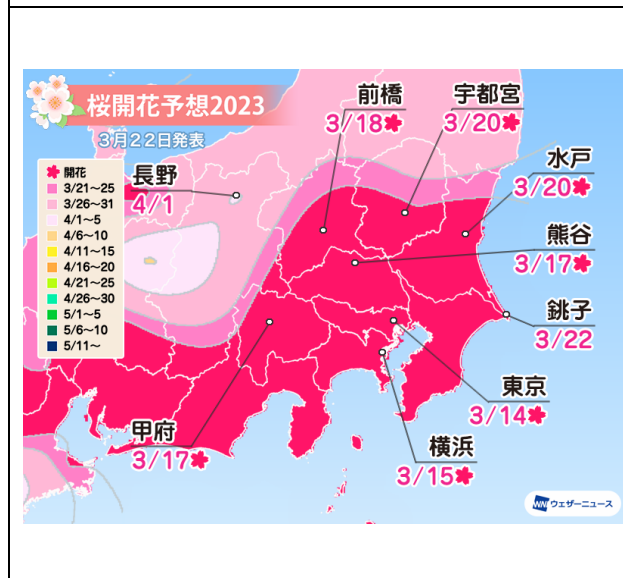 桜開花予想2023
3月22日発表
開花
3/21~25
3/26~31
4/1~5
4/6~10
4/11~15
4/16~20
4/21~25
4/26~30
5/1~5
5/6~10
5/11~
前橋
3/18
宇都宮
3/20
水戸
3/20
長野
4/1
熊谷
3/17
銚子
3/22
東京
3/14
甲府
3/17
横浜
3/15
WN ウェザーニュース